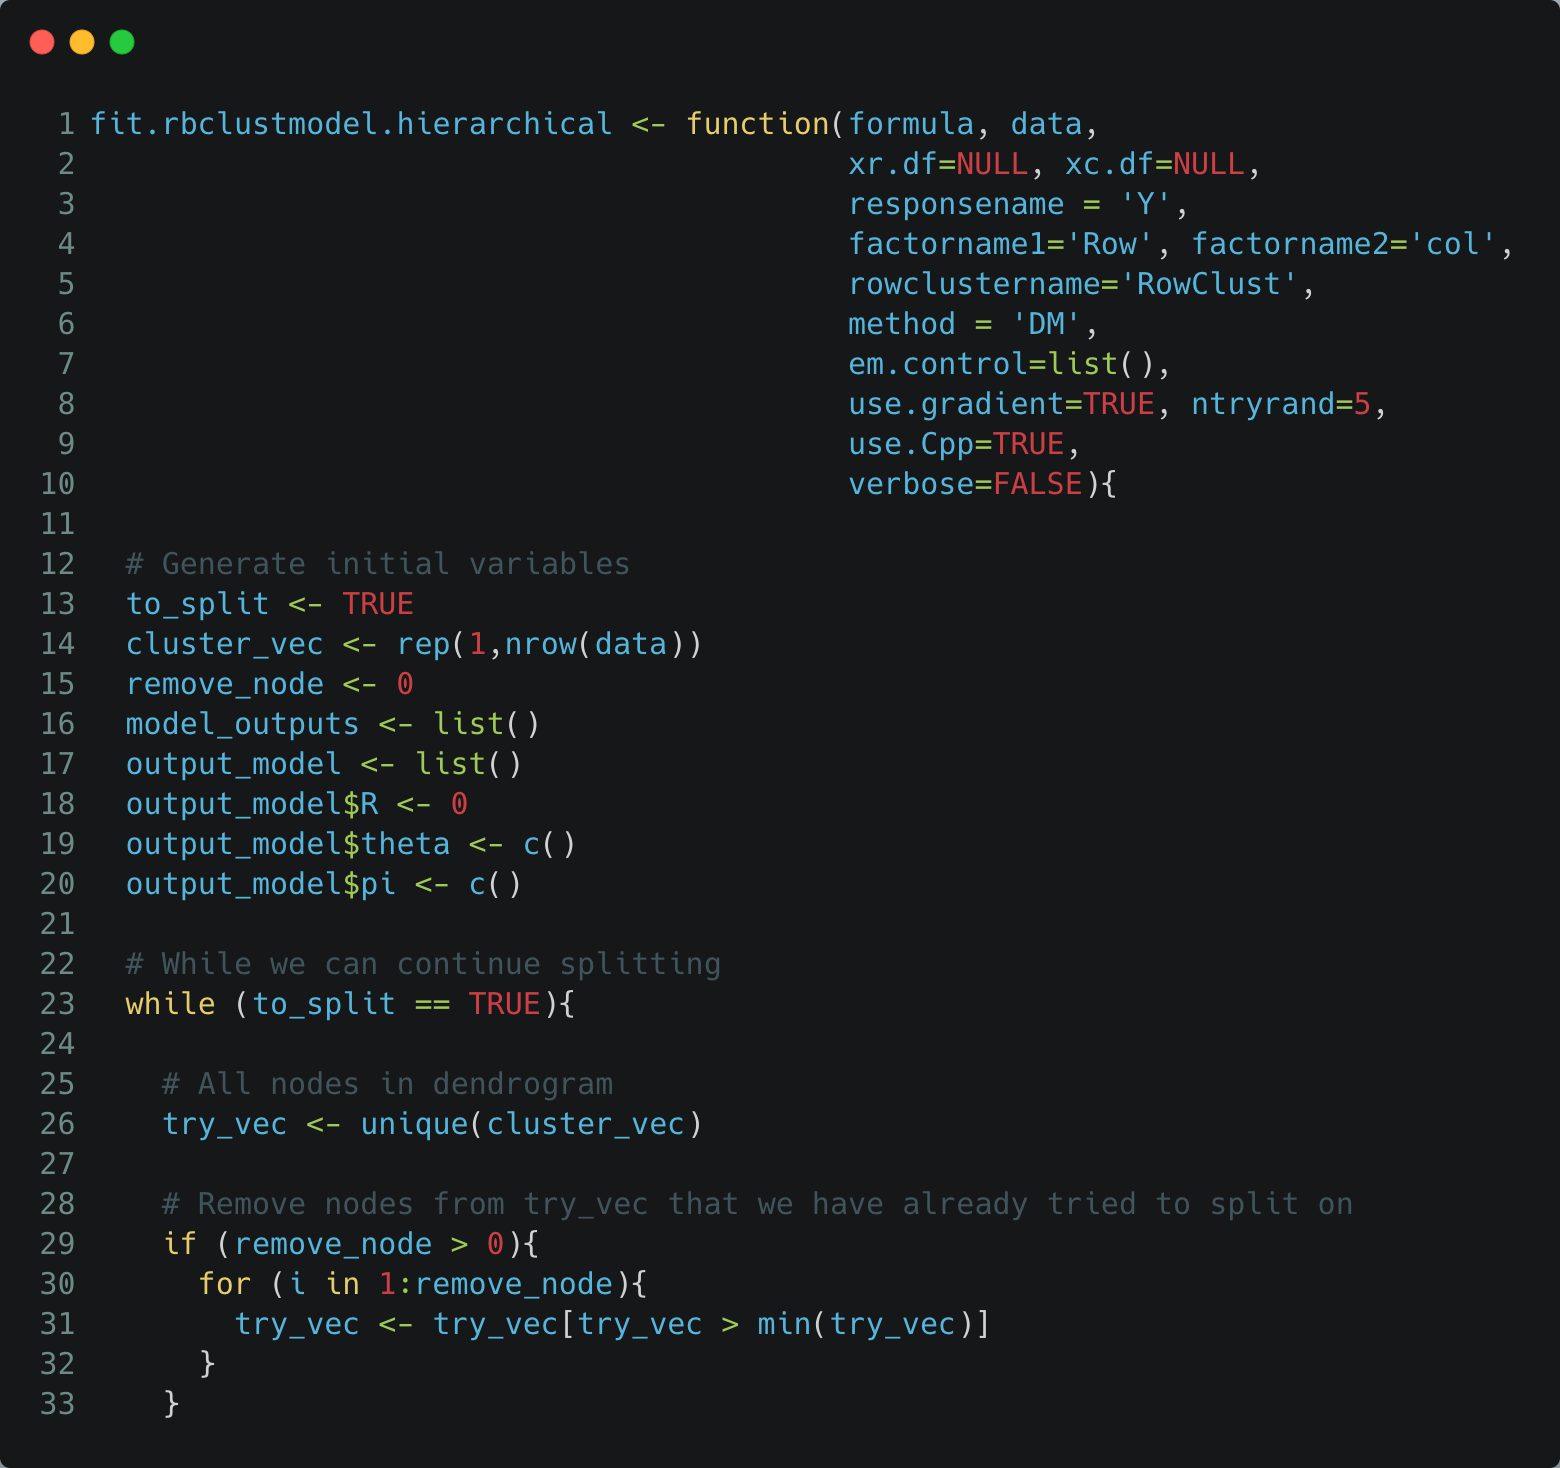 1 fit.rbclustmodel.hierarchical <- function(formula, data,
2                                           xr.df=NULL, xc.df=NULL,
3                                           responsename = 'Y',
4                                           factorname1='Row', factorname2='col',
5                                           rowclustername='RowClust',
6                                           method = 'DM',
7                                           em.control=list(),
8                                           use.gradient=TRUE, ntryrand=5,
9                                           use.Cpp=TRUE,
10                                          verbose=FALSE){
11
12  # Generate initial variables
13  to_split <- TRUE
14  cluster_vec <- rep(1,nrow(data))
15  remove_node <- 0
16  model_outputs <- list()
17  output_model <- list()
18  output_model$R <- 0
19  output_model$theta <- c()
20  output_model$pi <- c()
21
22  # While we can continue splitting
23  while (to_split == TRUE){
24
25    # All nodes in dendrogram
26    try_vec <- unique(cluster_vec)
27
28    # Remove nodes from try_vec that we have already tried to split on
29    if (remove_node > 0){
30      for (i in 1:remove_node){
31        try_vec <- try_vec[try_vec > min(try_vec)]
32      }
33    }